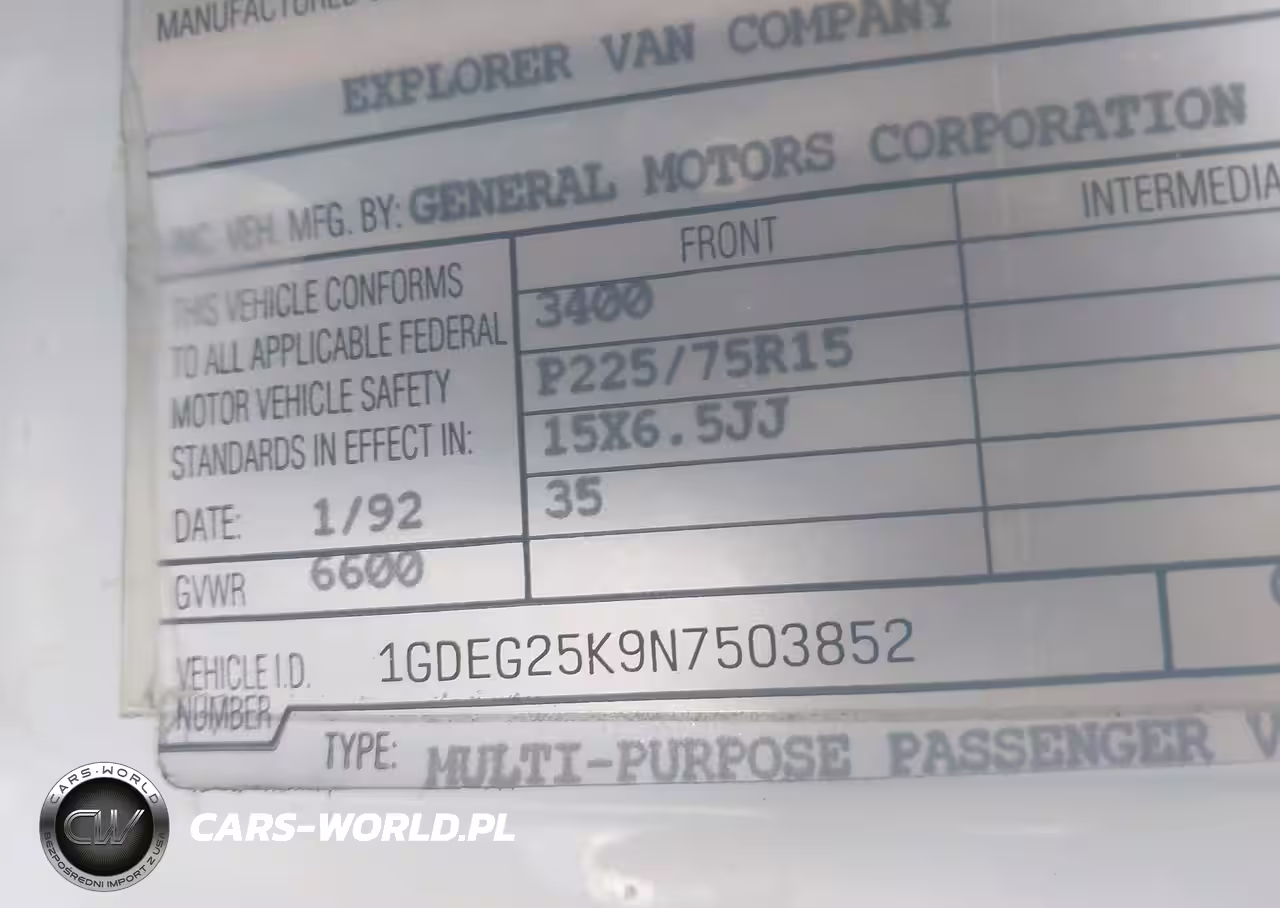 MANUFACTURED
EXPLORER VAN COMPANY
INC. VEH. MFG. BY: GENERAL MOTORS CORPORATION
FRONT INTERMEDIA
THIS VEHICLE CONFORMS
TO ALL APPLICABLE FEDERAL
MOTOR VEHICLE SAFETY
STANDARDS IN EFFECT IN:
3400
P225/75R15
15X6.5JJ
35
DATE: 1/92
GVWR 6600
VEHICLE I.D.
NUMBER
1GDEG25K9N7503852
TYPE: MULTI-PURPOSE PASSENGER V
CARS-WORLD
CW
BEZPOŚREDNI IMPORT Z USA
CARS-WORLD.PL